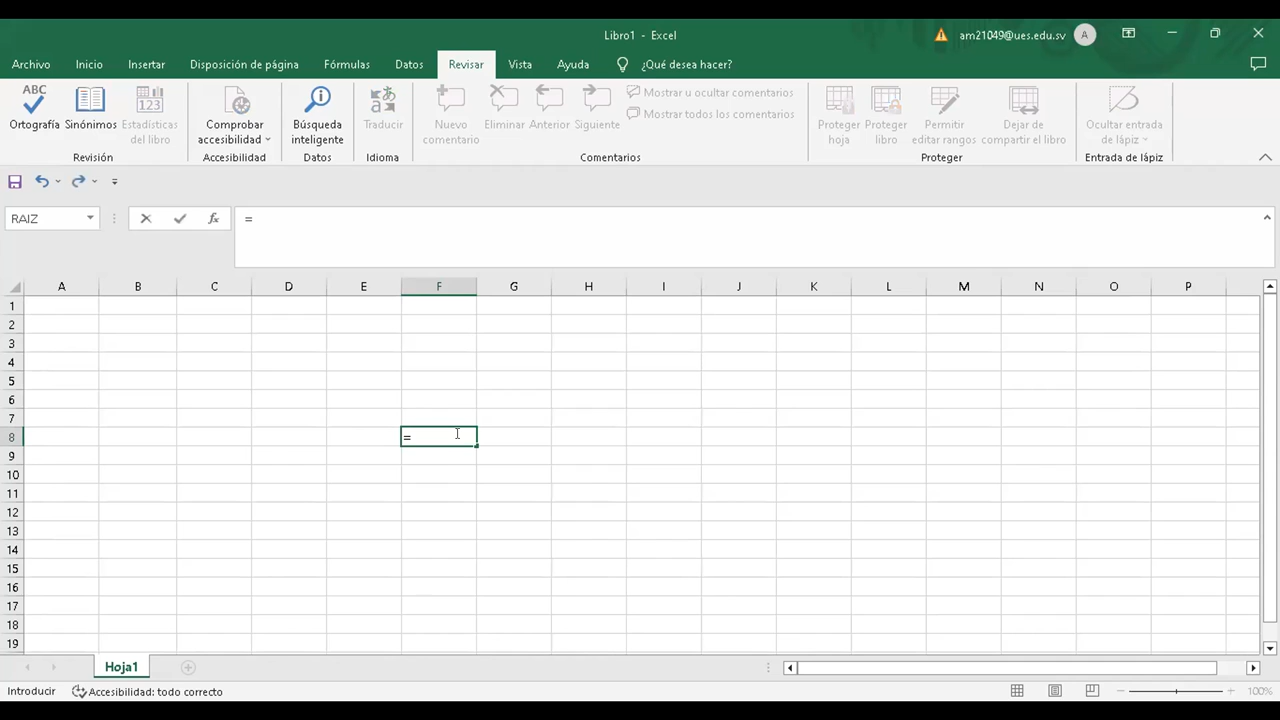 Libro1 - Excel
am21049@ues.edu.sv
A
Archivo Inicio Insertar Disposición de página Fórmulas Datos Revisar Vista Ayuda ¿Qué desea hacer?
ABC
Ortografía
Sinónimos
123
Estadísticas
del libro
Revisión
Comprobar
accesibilidad
Accesibilidad
Búsqueda
inteligente
Datos
Traducir
Idioma
Nuevo
comentario
Eliminar
Anterior
Siguiente
Mostrar u ocultar comentarios
Mostrar todos los comentarios
Comentarios
Proteger
hoja
Proteger
libro
Permitir
editar rangos
Dejar de
compartir el libro
Proteger
Ocultar entrada
de lápiz
Entrada de lápiz
RAIZ
fx
=
A B C D E F G H I J K L M N O P
1
2
3
4
5
6
7
8 =
9
10
11
12
13
14
15
16
17
18
19
Hoja1
Introducir
Accesibilidad: todo correcto
100%